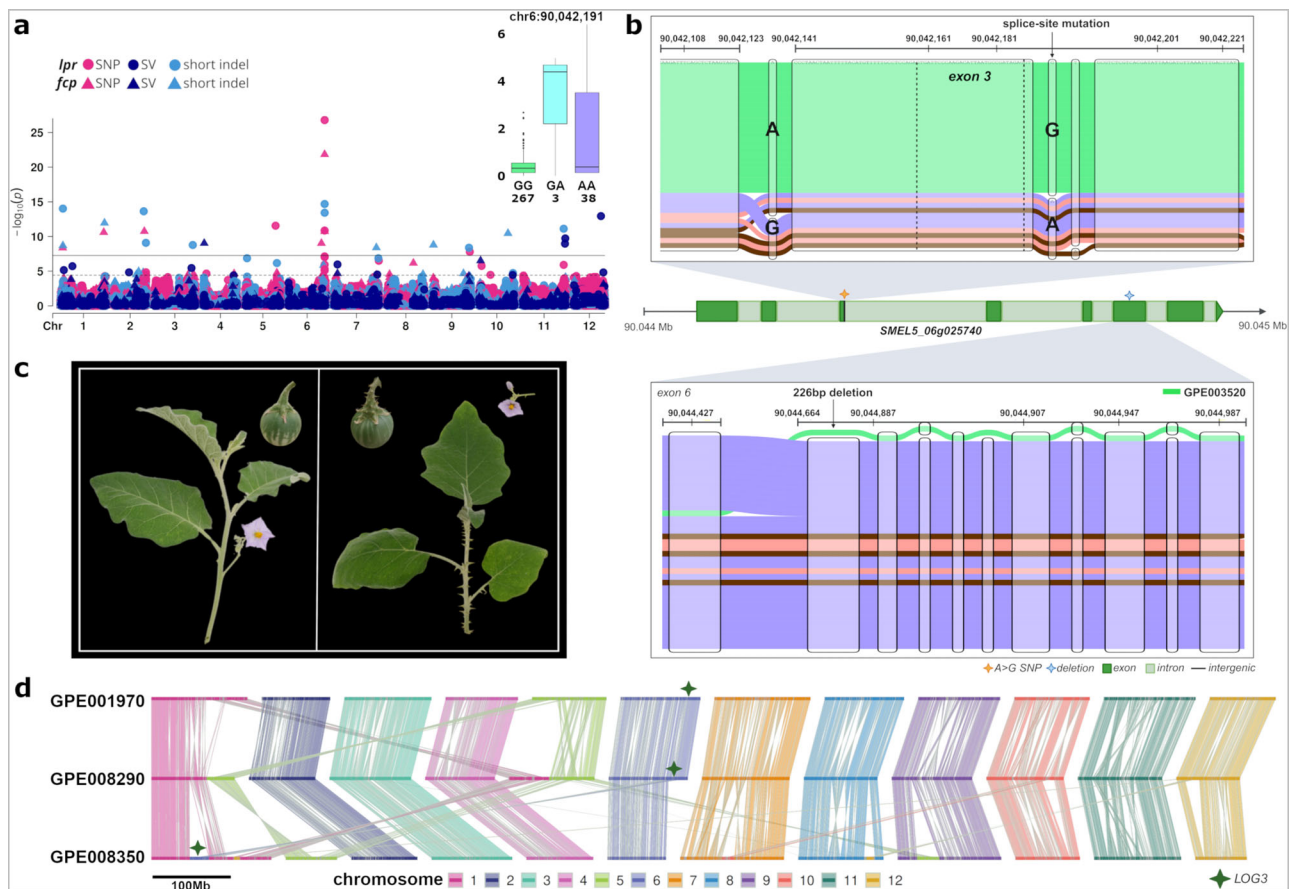 a
chr6:90,042,191
lpr SNP SV short indel
fcp SNP SV short indel
6
4
2
0
GG GA AA
267 3 38
− log10(p)
25
20
15
10
5
0
Chr 1 2 3 4 5 6 7 8 9 10 11 12
b
splice-site mutation
90,042,108 90,042,123 90,042,141 90,042,161 90,042,181 90,042,201 90,042,221
exon 3
A
G
G
A
90.044 Mb
SMEL5_06g025740
90.045 Mb
exon 6
226bp deletion
GPE003520
90,044,427 90,044,664 90,044,887 90,044,907 90,044,947 90,044,987
A>G SNP deletion exon intron intergenic
c
d
GPE001970
GPE008290
GPE008350
100Mb
chromosome 1 2 3 4 5 6 7 8 9 10 11 12
LOG3